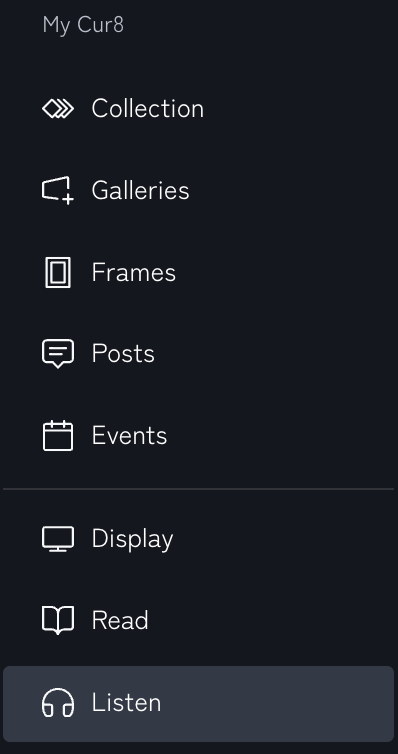 My Cur8
Collection
Galleries
Frames
Posts
Events
Display
Read
Listen